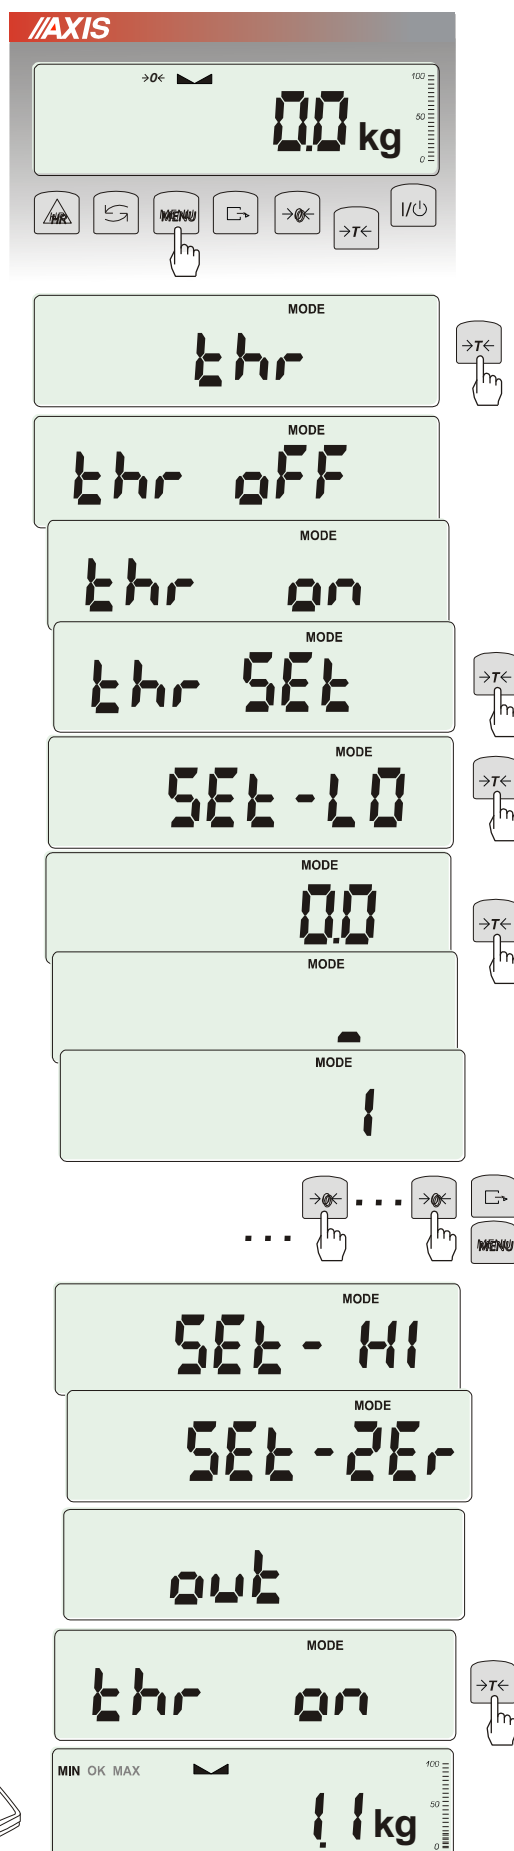 //AXIS
→0← 100
50
0.0 kg
0
HR MENU →0← →T← I/⏻
MODE
thr →T←
MODE
thr oFF
MODE
thr on
MODE
thr SEt →T←
MODE
SEt -LO →T←
MODE
0.0 →T←
MODE
-
MODE
1
→0← ... →0←
... MENU
MODE
SEt - HI
MODE
SEt -2Er
out
MODE
thr on →T←
MIN OK MAX 100
50
1.1 kg
0